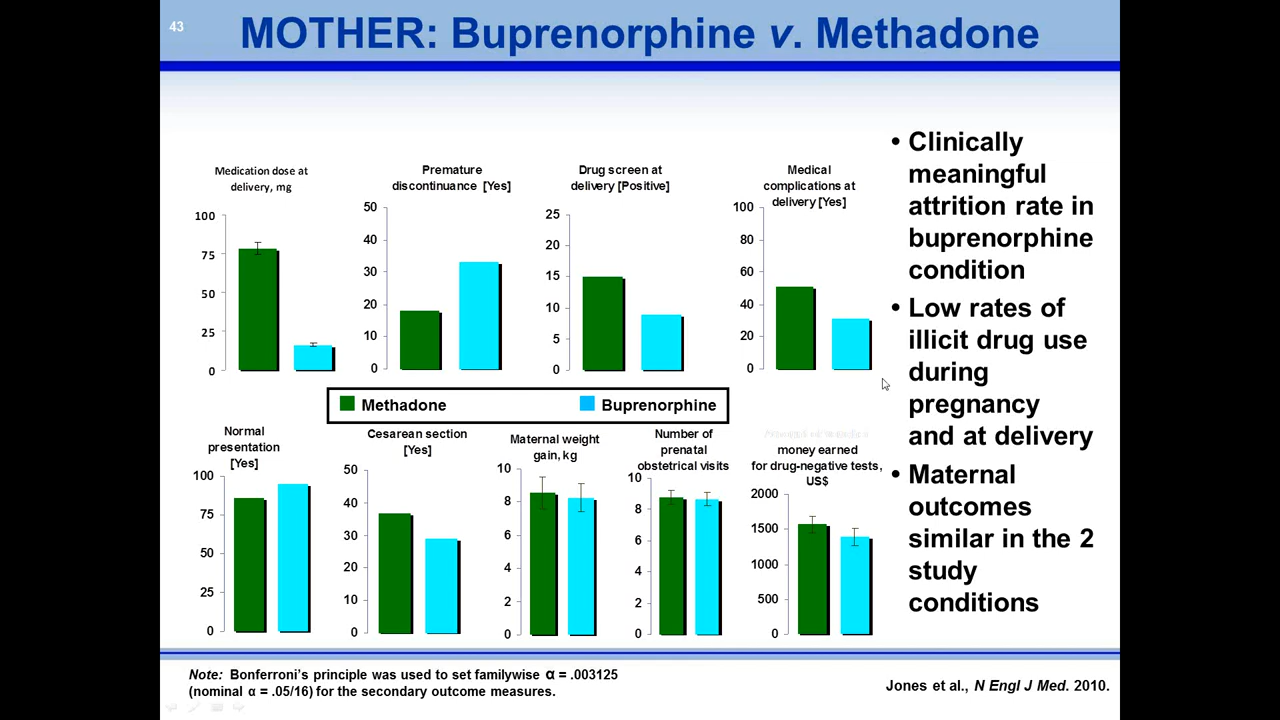 43
MOTHER: Buprenorphine v. Methadone
Medication dose at
delivery, mg
100
75
50
25
0
Premature
discontinuance [Yes]
50
40
30
20
10
0
Drug screen at
delivery [Positive]
25
20
15
10
5
0
Medical
complications at
delivery [Yes]
100
80
60
40
20
0
Methadone
Buprenorphine
Normal
presentation
[Yes]
100
75
50
25
0
Cesarean section
[Yes]
50
40
30
20
10
0
Maternal weight
gain, kg
10
8
6
4
2
0
Number of
prenatal
obstetrical visits
10
8
6
4
2
0
money earned
for drug-negative tests,
US$
2000
1500
1000
500
0
• Clinically
meaningful
attrition rate in
buprenorphine
condition
• Low rates of
illicit drug use
during
pregnancy
and at delivery
• Maternal
outcomes
similar in the 2
study
conditions
Note: Bonferroni's principle was used to set familywise α = .003125
(nominal α = .05/16) for the secondary outcome measures.
Jones et al., N Engl J Med. 2010.